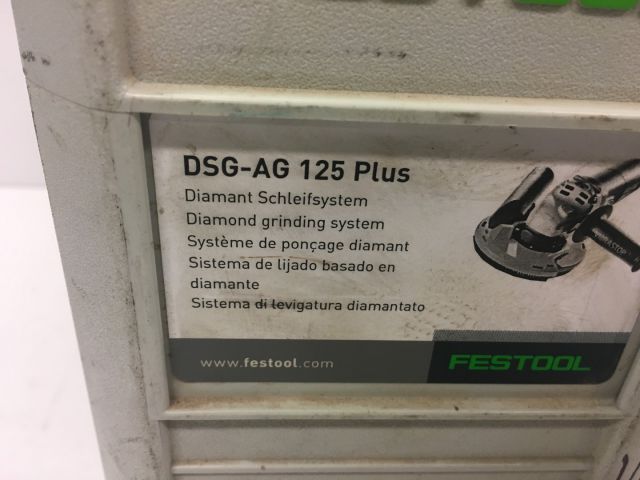 DSG-AG 125 Plus
Diamant Schleifsystem
Diamond grinding system
Système de ponçage diamant
Sistema de lijado basado en
diamante
Sistema di levigatura diamantato
www.festool.com
FESTOOL